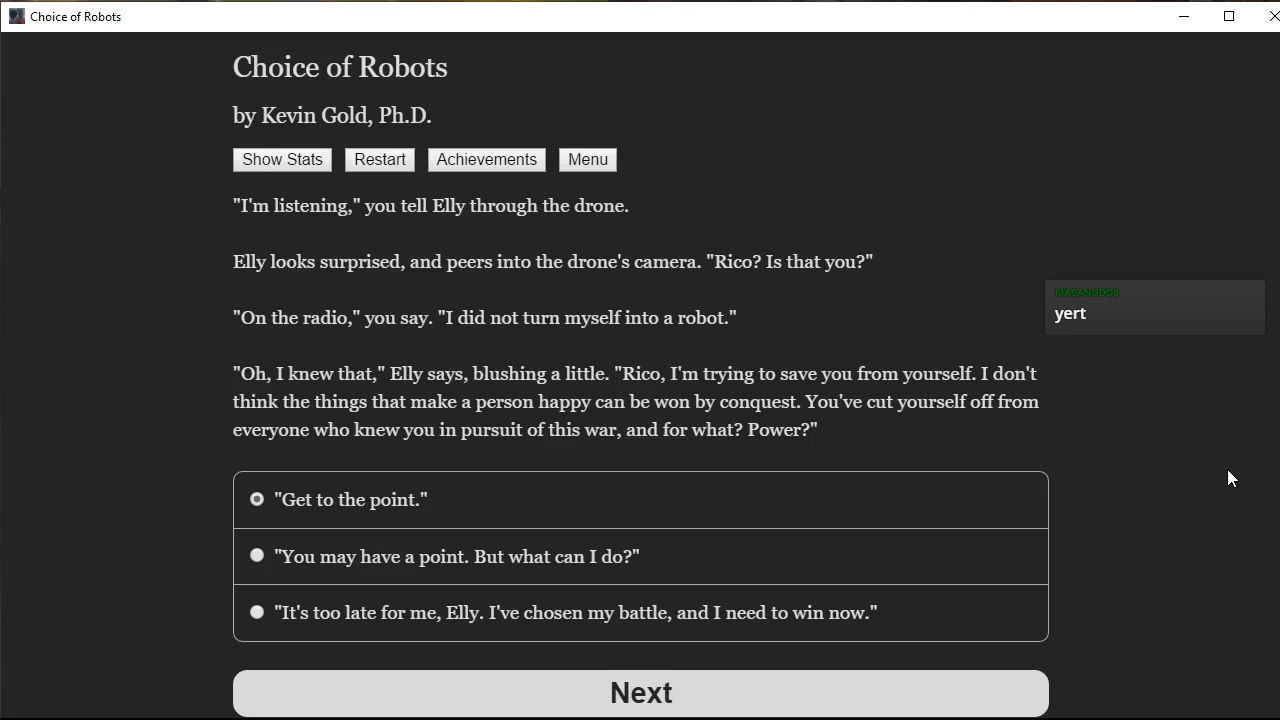 Choice of Robots
Choice of Robots
by Kevin Gold, Ph.D.
Show Stats Restart Achievements Menu
"I'm listening," you tell Elly through the drone.
Elly looks surprised, and peers into the drone's camera. "Rico? Is that you?"
"On the radio," you say. "I did not turn myself into a robot."
MACANUDO8
yert
"Oh, I knew that," Elly says, blushing a little. "Rico, I'm trying to save you from yourself. I don't
think the things that make a person happy can be won by conquest. You've cut yourself off from
everyone who knew you in pursuit of this war, and for what? Power?"
"Get to the point."
"You may have a point. But what can I do?"
"It's too late for me, Elly. I've chosen my battle, and I need to win now."
Next